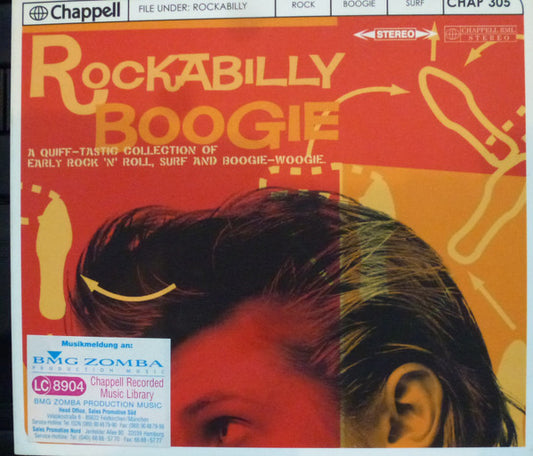 Chappell
FILE UNDER: ROCKABILLY
ROCK
BOOGIE
SURF
CHAP 305
STEREO
CHAPPELL EML
STEREO
ROCKABILLY
BOOGIE
A QUIFF-TASTIC COLLECTION OF
EARLY ROCK 'N' ROLL, SURF AND BOOGIE-WOOGIE.
Musikmeldung an:
BMG ZOMBA
PRODUCTION MUSIC
LC 8904
Chappell Recorded
Music Library
BMG ZOMBA PRODUCTION MUSIC
Head Office, Sales Promotion Süd
Sales Promotion Nord